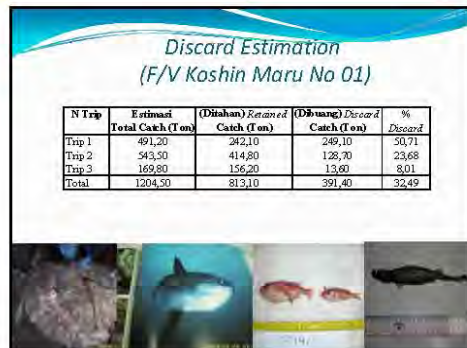 Discard Estimation
(F/V Koshin Maru No 01)
N Trip Estimasi Total Catch (Ton) (Ditahan) Retained Catch (Ton) (Dibuang) Discard Catch (Ton) % Discard
Trip 1 491,20 242,10 249,10 50,71
Trip 2 543,50 414,80 128,70 23,68
Trip 3 169,80 156,20 13,60 8,01
Total 1204,50 813,10 391,40 32,49